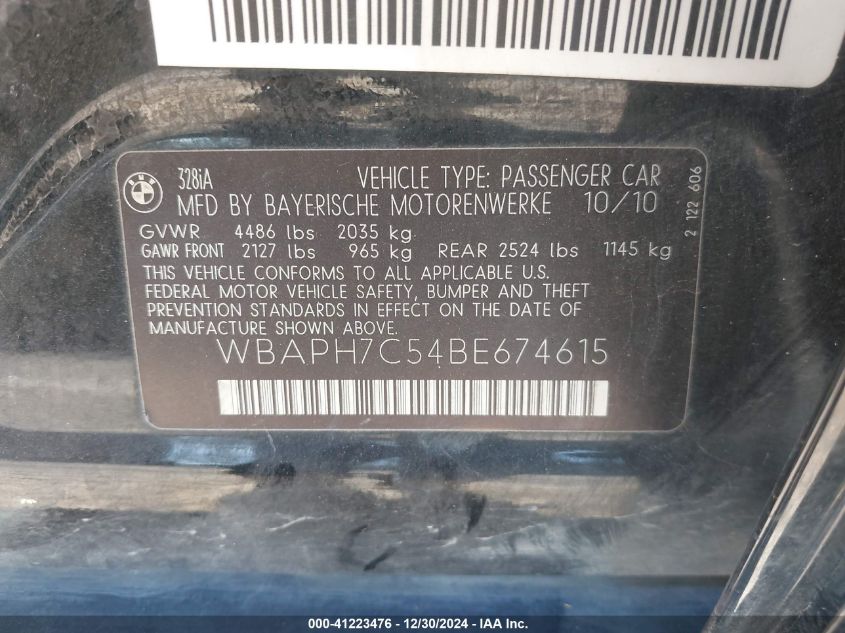 BMW
328iA
VEHICLE TYPE: PASSENGER CAR
MFD BY BAYERISCHE MOTORENWERKE 10/10
GVWR 4486 lbs 2035 kg
GAWR FRONT 2127 lbs 965 kg REAR 2524 lbs 1145 kg
THIS VEHICLE CONFORMS TO ALL APPLICABLE U.S.
FEDERAL MOTOR VEHICLE SAFETY, BUMPER AND THEFT
PREVENTION STANDARDS IN EFFECT ON THE DATE OF
MANUFACTURE SHOWN ABOVE.
WBAPH7C54BE674615
2 122 606
000-41223476 - 12/30/2024 - IAA Inc.